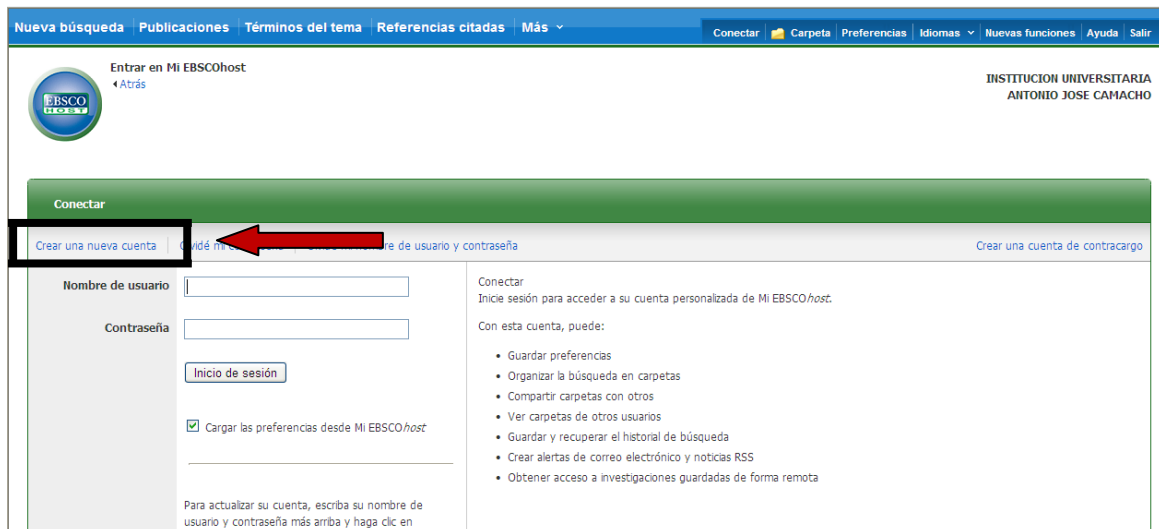 Nueva búsqueda Publicaciones Términos del tema Referencias citadas Más
Conectar Carpeta Preferencias Idiomas Nuevas funciones Ayuda Salir
Entrar en Mi EBSCOhost
Atrás
EBSCO
HOST
INSTITUCION UNIVERSITARIA
ANTONIO JOSE CAMACHO
Conectar
Crear una nueva cuenta
de usuario y contraseña
Crear una cuenta de contracargo
Nombre de usuario
Contraseña
Inicio de sesión
Cargar las preferencias desde Mi EBSCOhost
Para actualizar su cuenta, escriba su nombre de
usuario y contraseña más arriba y haga clic en
Conectar
Inicie sesión para acceder a su cuenta personalizada de Mi EBSCOhost.
Con esta cuenta, puede:
• Guardar preferencias
• Organizar la búsqueda en carpetas
• Compartir carpetas con otros
• Ver carpetas de otros usuarios
• Guardar y recuperar el historial de búsqueda
• Crear alertas de correo electrónico y noticias RSS
• Obtener acceso a investigaciones guardadas de forma remota